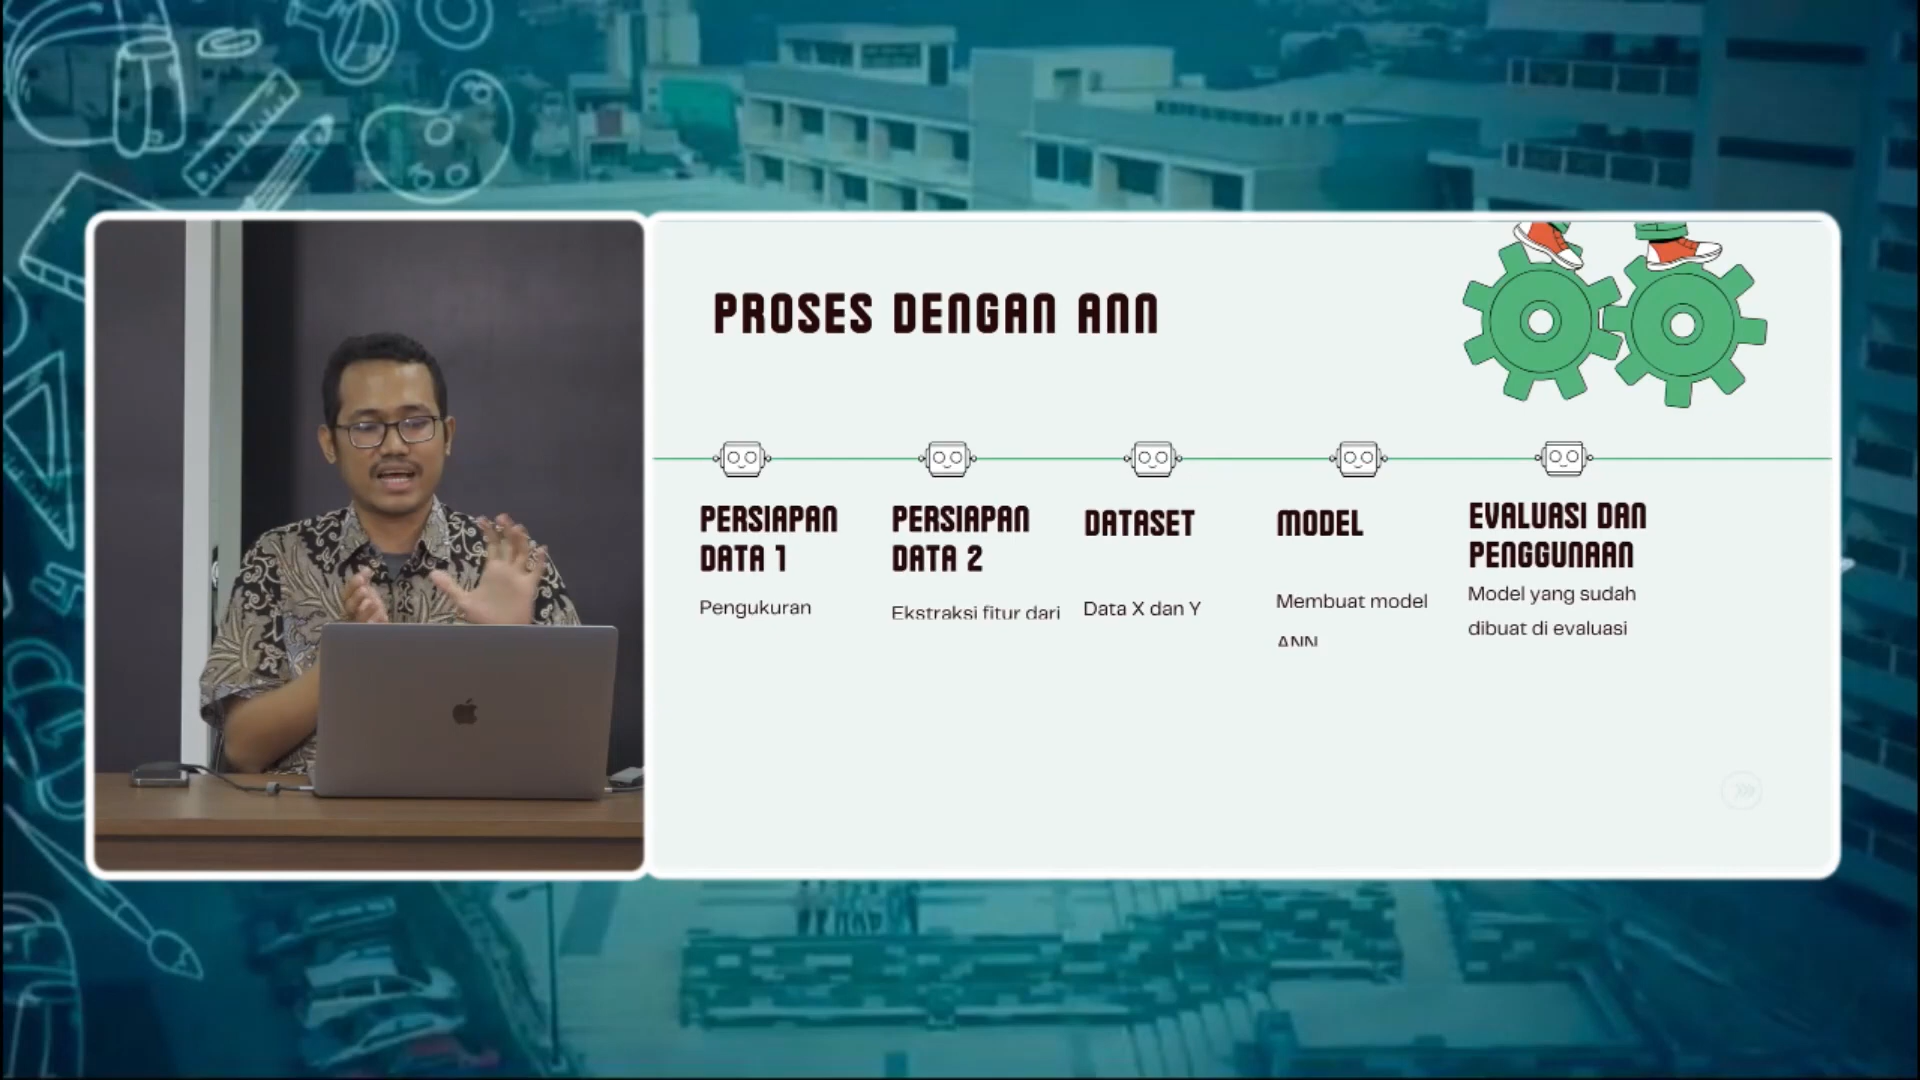 PROSES DENGAN ANN
PERSIAPAN
DATA 1
Pengukuran
PERSIAPAN
DATA 2
Ekstraksi fitur dari
DATASET
Data X dan Y
MODEL
Membuat model
ANN
EVALUASI DAN
PENGGUNAAN
Model yang sudah
dibuat di evaluasi